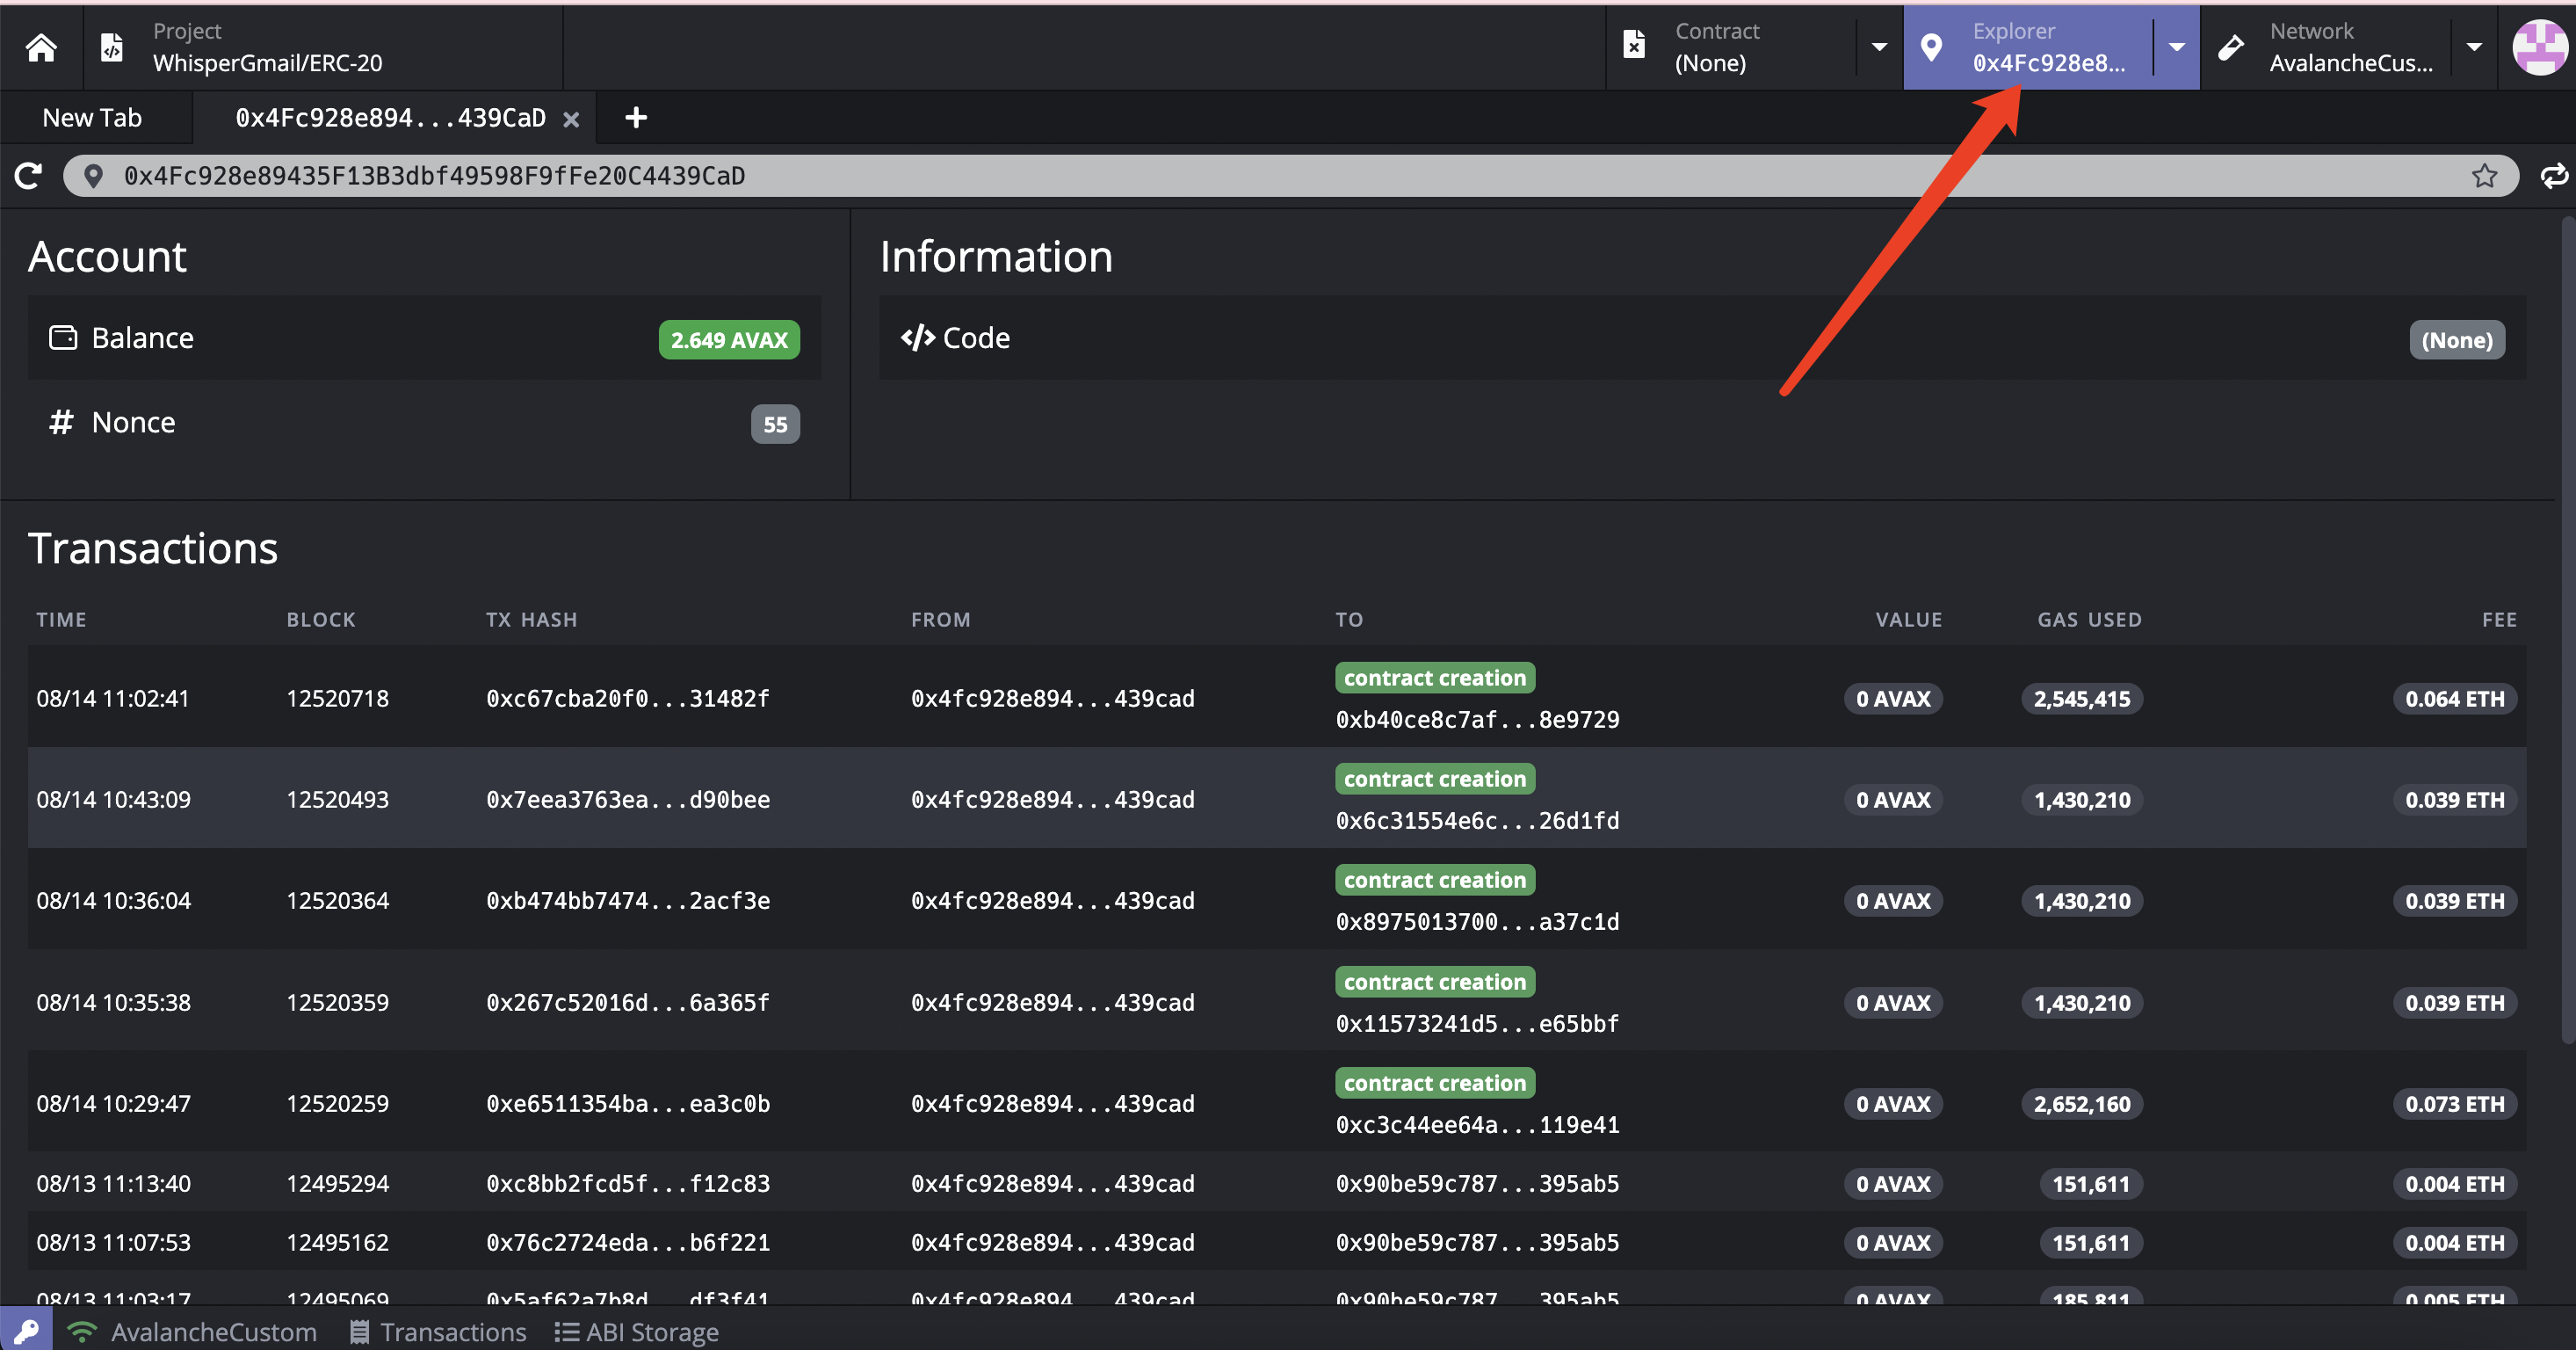 Project
WhisperGmail/ERC-20
Contract
(None)
Explorer
0x4Fc928e8...
Network
AvalancheCus...
New Tab
0x4Fc928e894...439CaD
0x4Fc928e89435F13B3dbf49598F9fFe20C4439CaD
Account
Balance 2.649 AVAX
# Nonce 55
Information
</> Code (None)
Transactions
TIME BLOCK TX HASH FROM TO VALUE GAS USED FEE
contract creation
08/14 11:02:41 12520718 0xc67cba20f0...31482f 0x4fc928e894...439cad 0 AVAX 2,545,415 0.064 ETH
0xb40ce8c7af...8e9729
contract creation
08/14 10:43:09 12520493 0x7eea3763ea...d90bee 0x4fc928e894...439cad 0 AVAX 1,430,210 0.039 ETH
0x6c31554e6c...26d1fd
contract creation
08/14 10:36:04 12520364 0xb474bb7474...2acf3e 0x4fc928e894...439cad 0 AVAX 1,430,210 0.039 ETH
0x8975013700...a37c1d
contract creation
08/14 10:35:38 12520359 0x267c52016d...6a365f 0x4fc928e894...439cad 0 AVAX 1,430,210 0.039 ETH
0x11573241d5...e65bbf
contract creation
08/14 10:29:47 12520259 0xe6511354ba...ea3c0b 0x4fc928e894...439cad 0 AVAX 2,652,160 0.073 ETH
0xc3c44ee64a...119e41
08/13 11:13:40 12495294 0xc8bb2fcd5f...f12c83 0x4fc928e894...439cad 0x90be59c787...395ab5 0 AVAX 151,611 0.004 ETH
08/13 11:07:53 12495162 0x76c2724eda...b6f221 0x4fc928e894...439cad 0x90be59c787...395ab5 0 AVAX 151,611 0.004 ETH
08/13 11:03:17 12495069 0x5af62a7b8d...df3f41 0x4fc928e894...439cad 0x90be59c787...395ab5 0 AVAX 185,811 0.005 ETH
AvalancheCustom Transactions ABI Storage